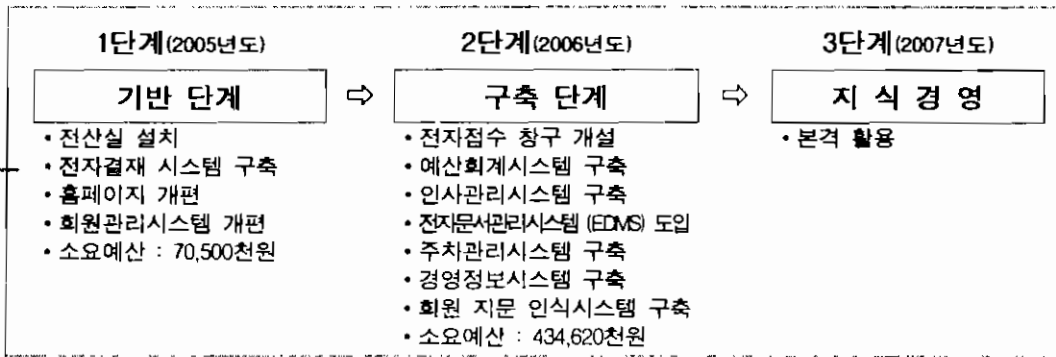 1단계(2005년도)
기반 단계
• 전산실 설치
• 전자결재 시스템 구축
• 홈페이지 개편
• 회원관리시스템 개편
• 소요예산 : 70,500천원
⇨
2단계(2006년도)
구축 단계
• 전자접수 창구 개설
• 예산회계시스템 구축
• 인사관리시스템 구축
• 전자문서관리시스템 (EDMS) 도입
• 주차관리시스템 구축
• 경영정보시스템 구축
• 회원 지문 인식시스템 구축
• 소요예산 : 434,620천원
⇨
3단계(2007년도)
지 식 경 영
• 본격 활용